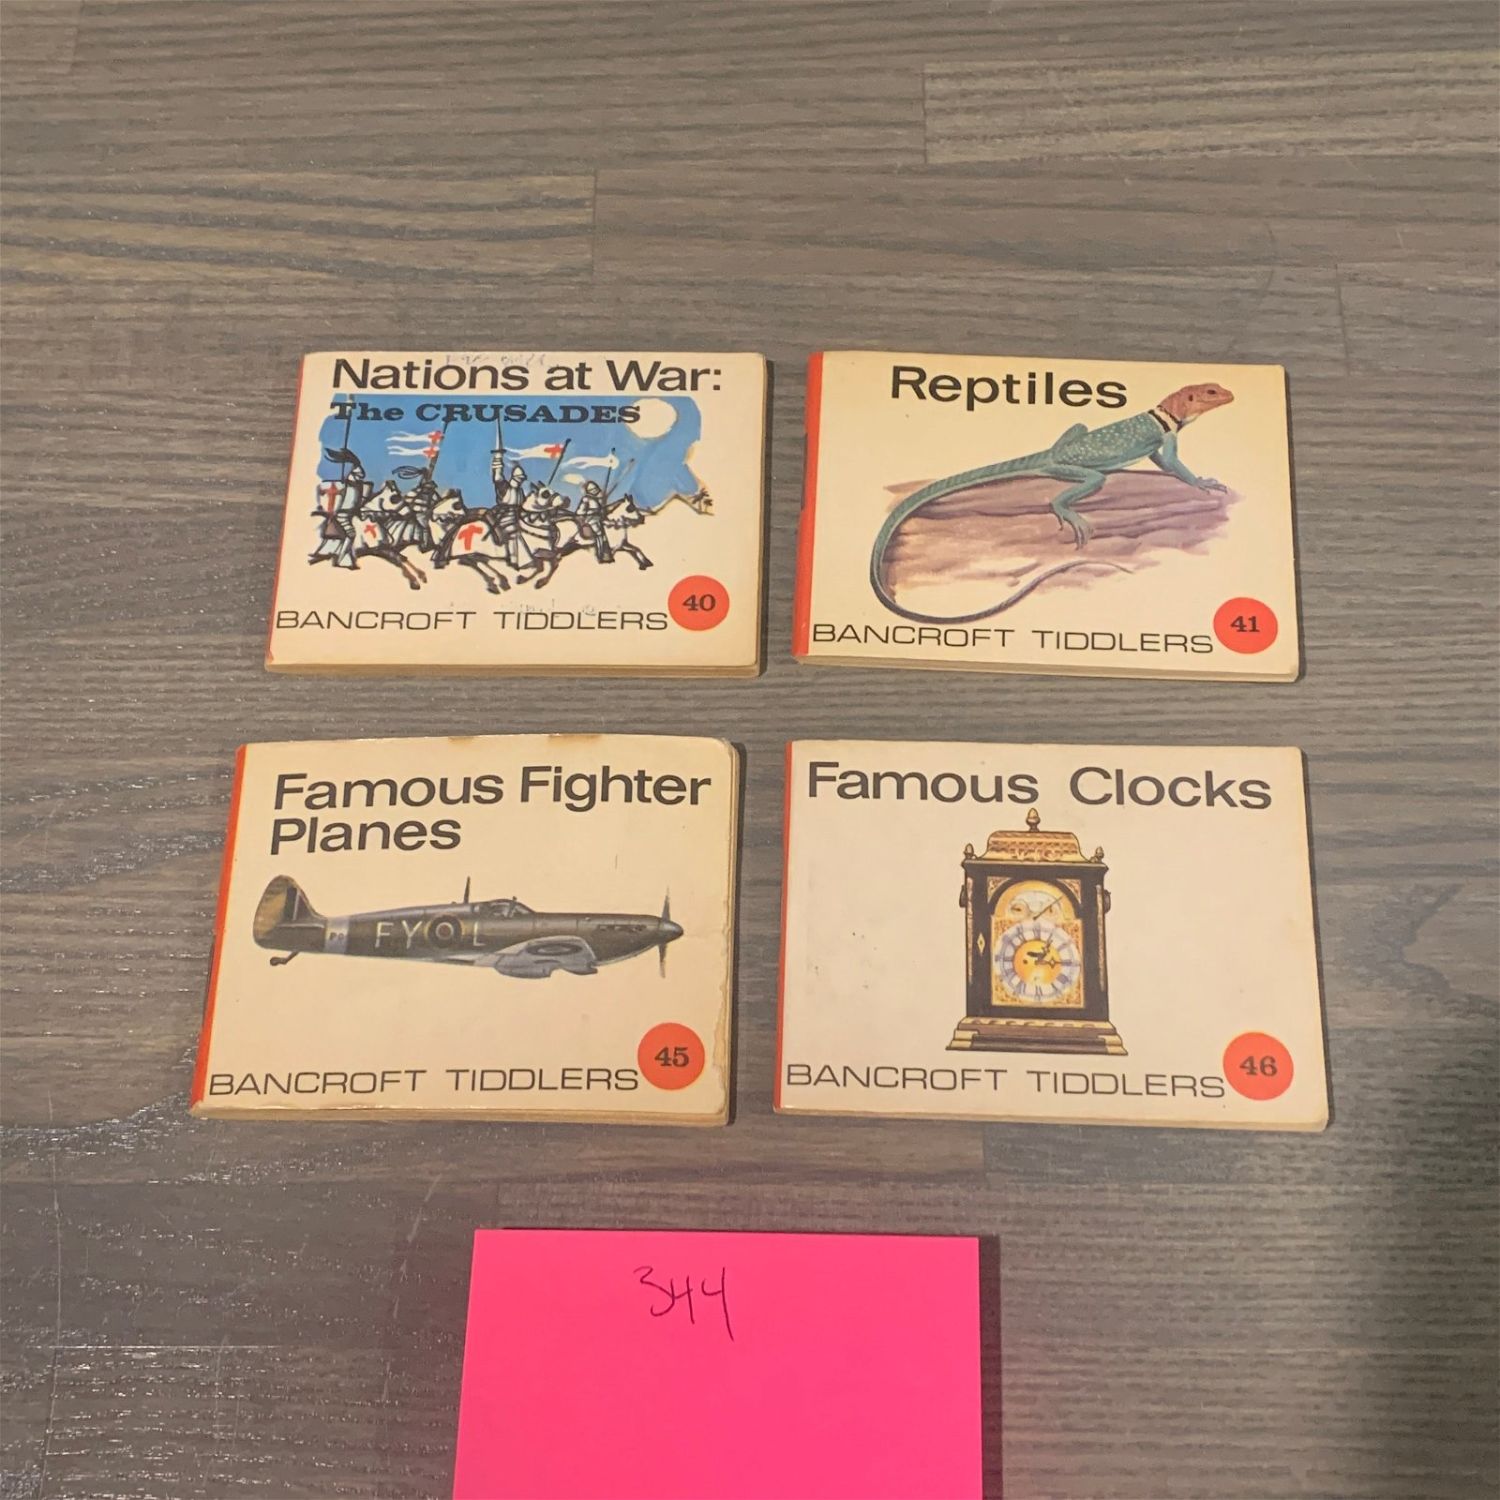 Nations at War:
The CRUSADES
BANCROFT TIDDLERS
40
Reptiles
BANCROFT TIDDLERS
41
Famous Fighter
Planes
FY L
BANCROFT TIDDLERS
45
Famous Clocks
BANCROFT TIDDLERS
46
344